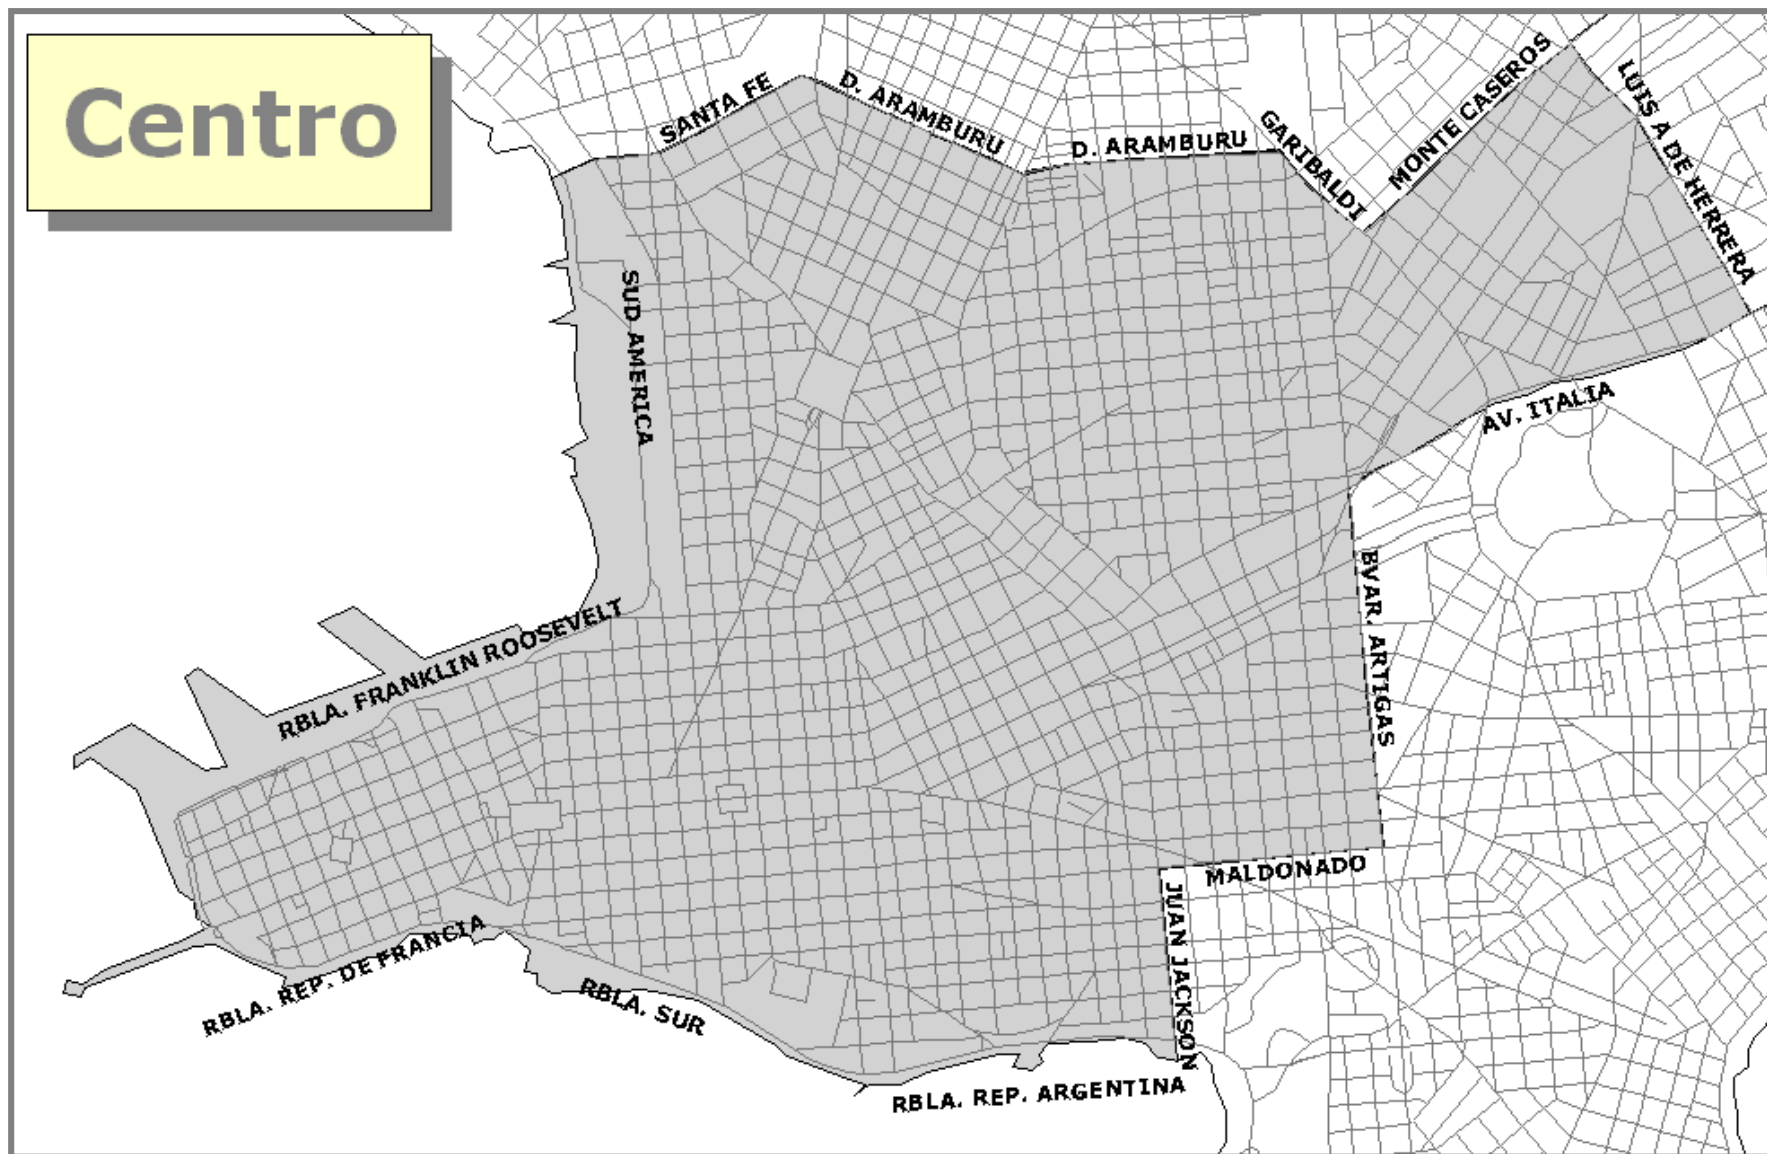 Centro
SANTA FE
D. ARAMBURU
D. ARAMBURU
GARIBALDI
MONTE CASEROS
LUIS A DE HERRERA
SUD AMERICA
AV. ITALIA
BVAR. ARTIGAS
RBLA. FRANKLIN ROOSEVELT
MALDONADO
JUAN JACKSON
RBLA. REP. DE FRANCIA
RBLA. SUR
RBLA. REP. ARGENTINA